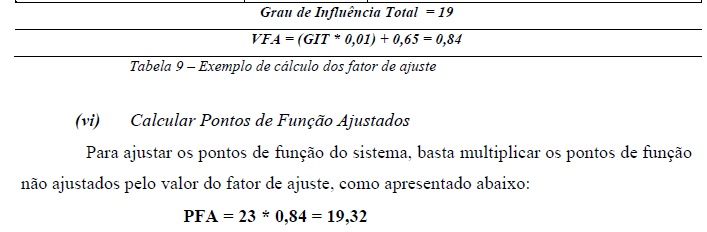 Grau de Influência Total = 19
VFA = (GIT * 0,01) + 0,65 = 0,84
Tabela 9 – Exemplo de cálculo dos fator de ajuste
(vi) Calcular Pontos de Função Ajustados
Para ajustar os pontos de função do sistema, basta multiplicar os pontos de função
não ajustados pelo valor do fator de ajuste, como apresentado abaixo:
PFA = 23 * 0,84 = 19,32